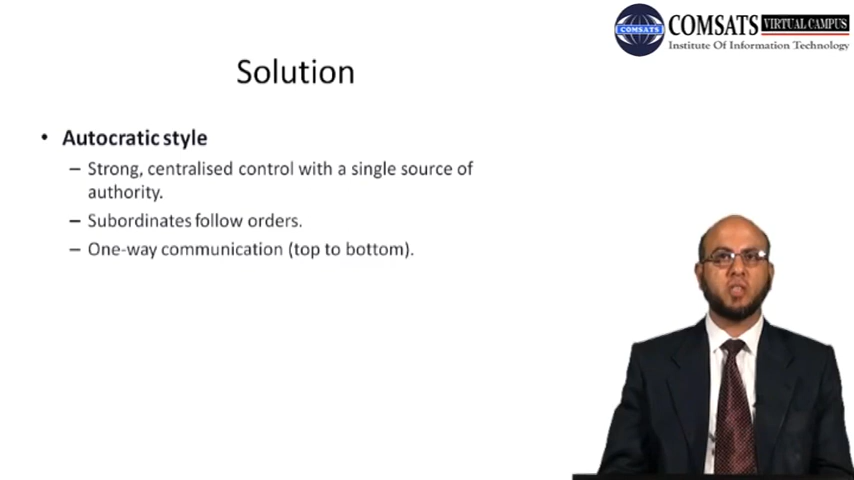 COMSATS VIRTUAL CAMPUS
COMSATS
Institute Of Information Technology
Solution
• Autocratic style
– Strong, centralised control with a single source of
authority.
– Subordinates follow orders.
– One-way communication (top to bottom).